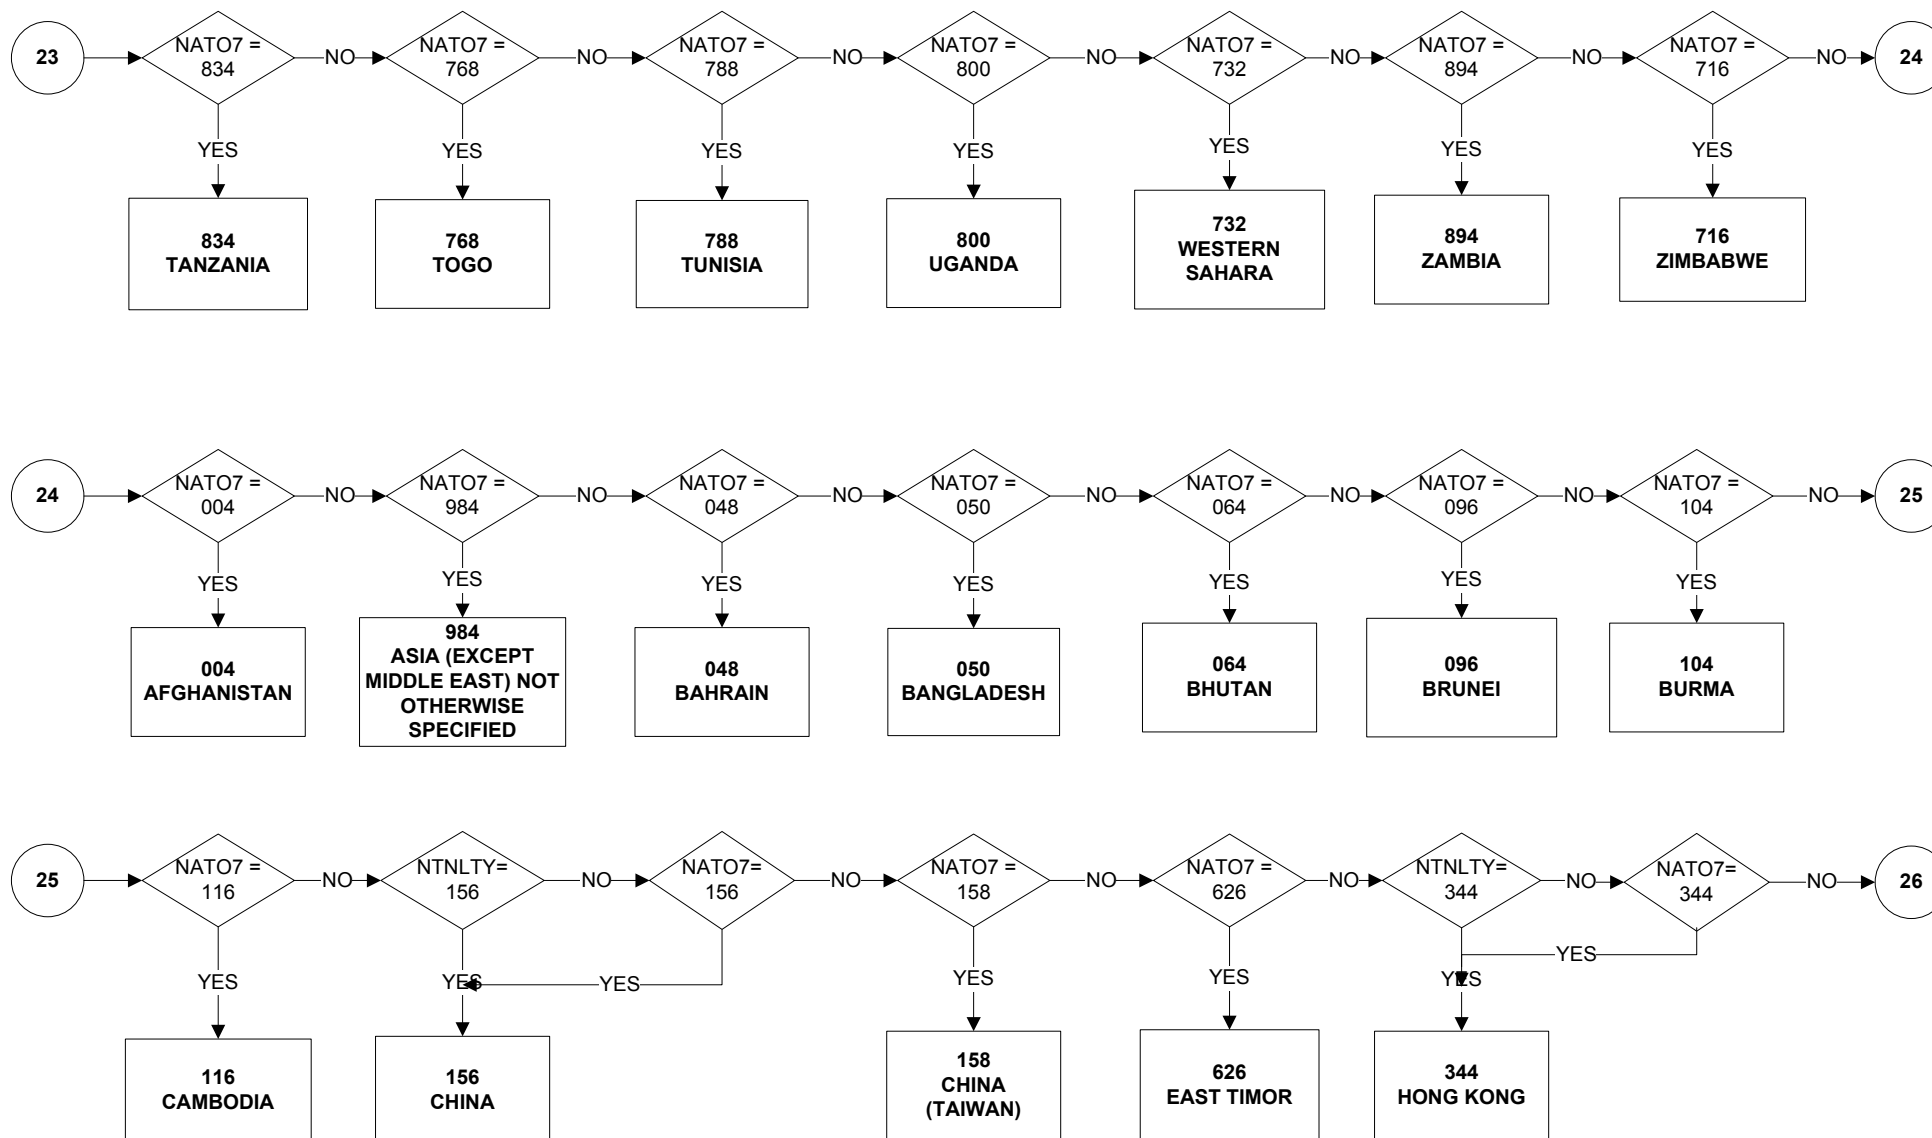 23
NATO7 =
834
NO
NATO7 =
768
NO
NATO7 =
788
NO
NATO7 =
800
NO
NATO7 =
732
NO
NATO7 =
894
NO
NATO7 =
716
NO
24
YES
YES
YES
YES
YES
YES
YES
834
TANZANIA
768
TOGO
788
TUNISIA
800
UGANDA
732
WESTERN
SAHARA
894
ZAMBIA
716
ZIMBABWE
24
NATO7 =
004
NO
NATO7 =
984
NO
NATO7 =
048
NO
NATO7 =
050
NO
NATO7 =
064
NO
NATO7 =
096
NO
NATO7 =
104
NO
25
YES
YES
YES
YES
YES
YES
YES
004
AFGHANISTAN
984
ASIA (EXCEPT
MIDDLE EAST) NOT
OTHERWISE
SPECIFIED
048
BAHRAIN
050
BANGLADESH
064
BHUTAN
096
BRUNEI
104
BURMA
25
NATO7 =
116
NO
NTNLTY=
156
NO
NATO7=
156
NO
NATO7 =
158
NO
NATO7 =
626
NO
NTNLTY=
344
NO
NATO7=
344
NO
26
YES
YES
YES
YES
YES
YES
YES
116
CAMBODIA
156
CHINA
158
CHINA
(TAIWAN)
626
EAST TIMOR
344
HONG KONG